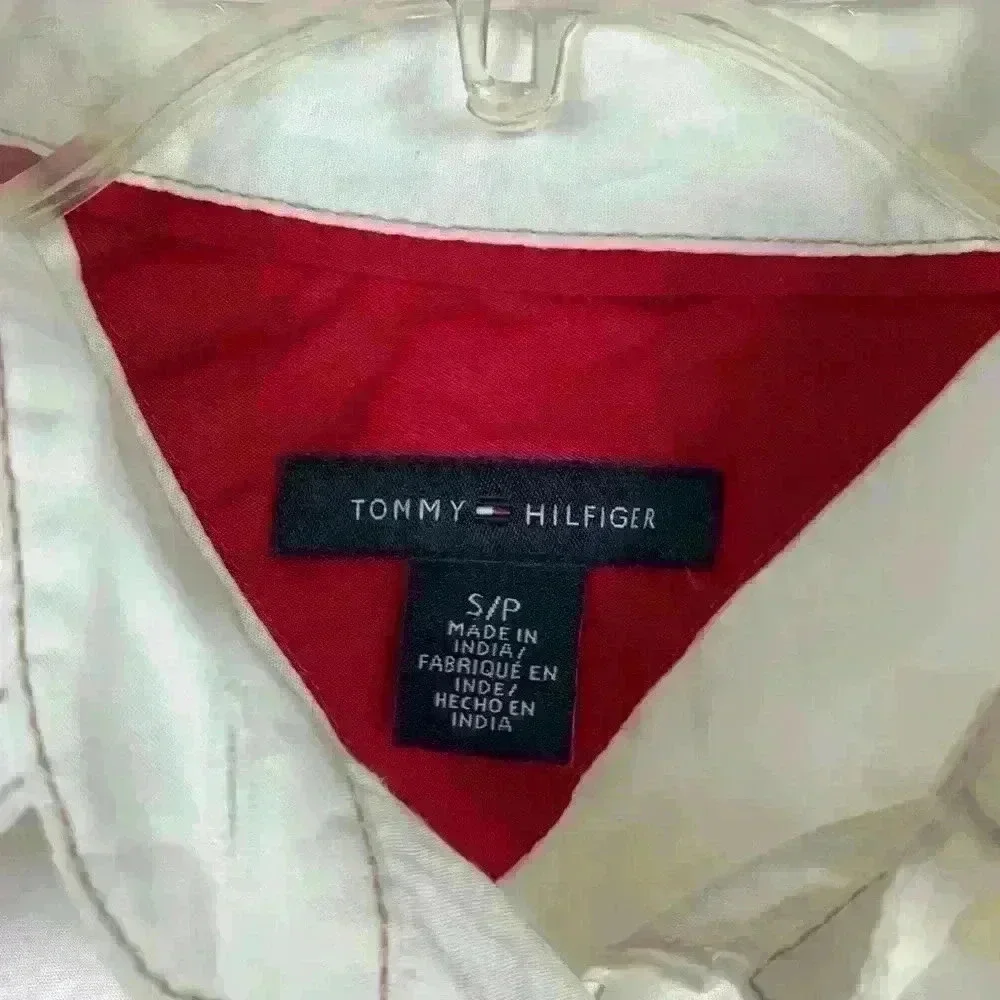 TOMMY HILFIGER
S/P
MADE IN
INDIA/
FABRIQUÉ EN
INDE/
HECHO EN
INDIA